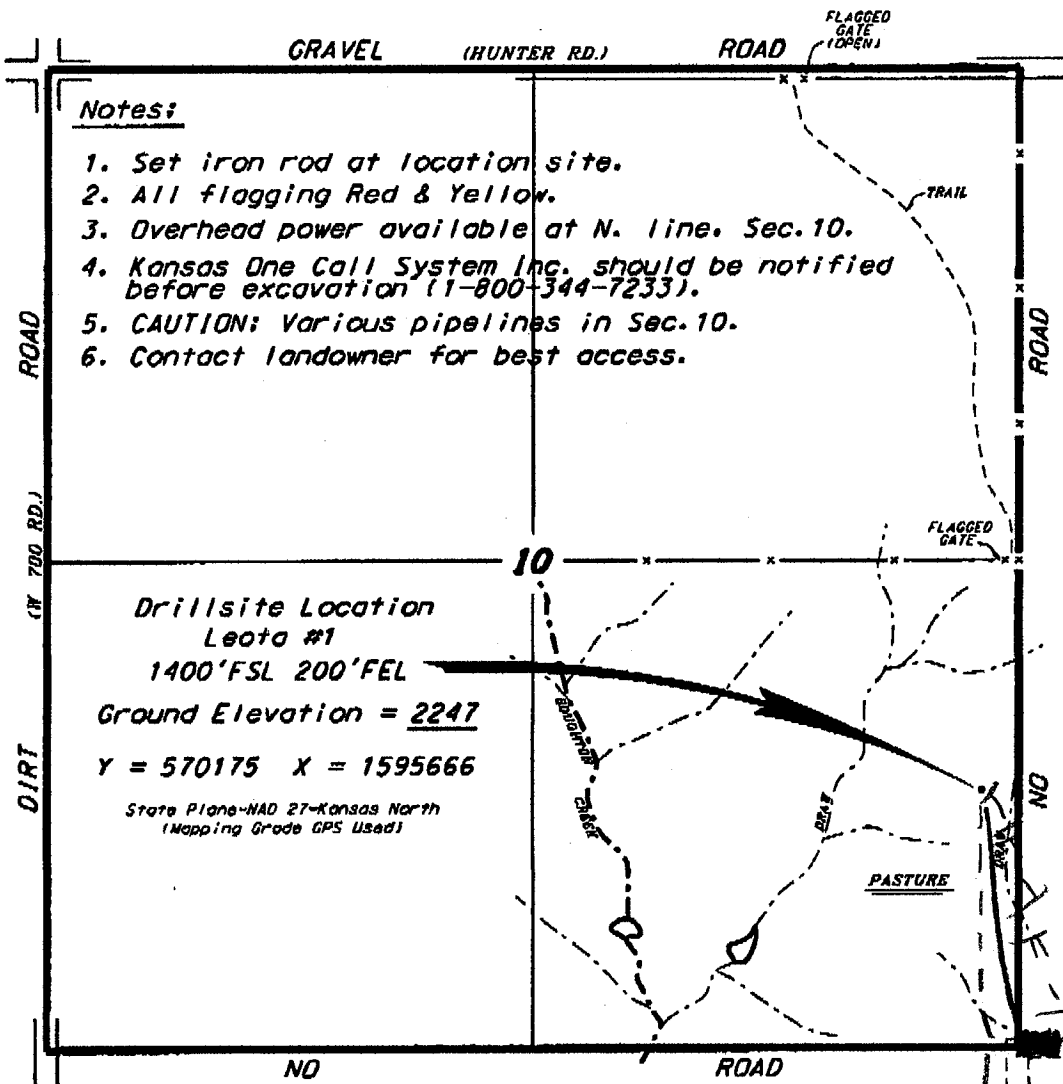 FLAGGED
GATE
(OPEN)
GRAVEL (HUNTER RD.) ROAD
Notes:
1. Set iron rod at location site.
2. All flagging Red & Yellow.
3. Overhead power available at N. line. Sec. 10.
4. Kansas One Call System Inc. should be notified
before excavation (1-800-344-7233).
5. CAUTION: Various pipelines in Sec. 10.
6. Contact landowner for best access.
TRAIL
ROAD
ROAD
(W 700 RD.)
FLAGGED
GATE
10
Drillsite Location
Leota #1
1400'FSL 200'FEL
Ground Elevation = 2247
Y = 570175 X = 1595666
State Plane-NAD 27-Kansas North
(Mapping Grade GPS Used)
DIRT
BOUGHTON
CREEK
DRAW
DRAW
NO
PASTURE
NO ROAD